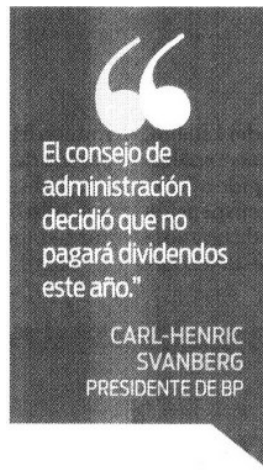 “
El consejo de
administración
decidió que no
pagará dividendos
este año."
CARL-HENRIC
SVANBERG
PRESIDENTE DE BP